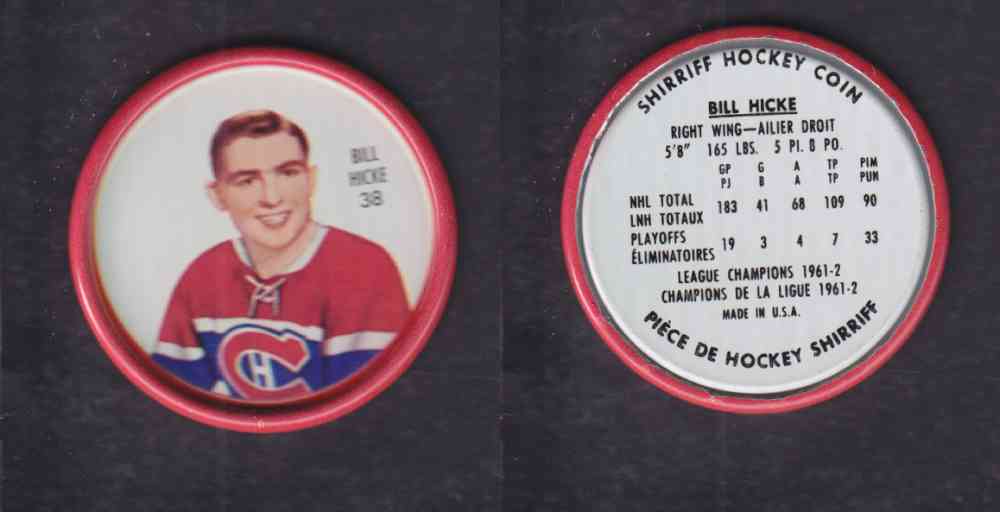 BILL
HICKE
38
SHIRRIFF HOCKEY COIN
BILL HICKE
RIGHT WING—AILIER DROIT
5'8" 165 LBS. 5 PI. 8 PO.
GP G A TP PIM
PJ B A TP PUN
NHL TOTAL 183 41 68 109 90
LNH TOTAUX
PLAYOFFS 19 3 4 7 33
ÉLIMINATOIRES
LEAGUE CHAMPIONS 1961-2
CHAMPIONS DE LA LIGUE 1961-2
MADE IN U.S.A.
PIÉCE DE HOCKEY SHIRRIFF